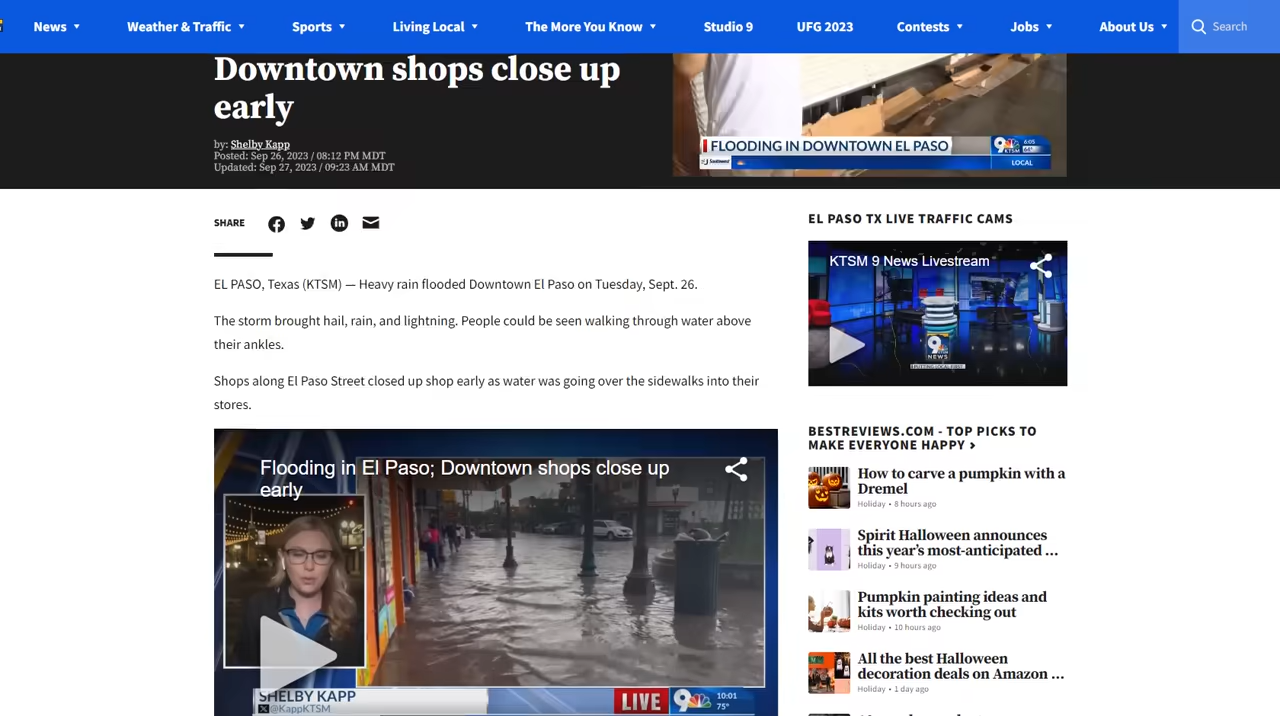 News
Weather & Traffic
Sports
Living Local
The More You Know
Studio 9
UFG 2023
Contests
Jobs
About Us
Search
Downtown shops close up
early
by: Shelby Kapp
Posted: Sep 26, 2023 / 08:12 PM MDT
Updated: Sep 27, 2023 / 09:23 AM MDT
FLOODING IN DOWNTOWN EL PASO
9
KTSM
6:05
64°
Southwest
LOCAL
SHARE
EL PASO, Texas (KTSM) — Heavy rain flooded Downtown El Paso on Tuesday, Sept. 26.
The storm brought hail, rain, and lightning. People could be seen walking through water above
their ankles.
Shops along El Paso Street closed up shop early as water was going over the sidewalks into their
stores.
Flooding in El Paso; Downtown shops close up
early
SHELBY KAPP
@KappKTSM
LIVE
9
10:01
75°
EL PASO TX LIVE TRAFFIC CAMS
KTSM 9 News Livestream
9
NEWS
BESTREVIEWS.COM - TOP PICKS TO
MAKE EVERYONE HAPPY >
How to carve a pumpkin with a
Dremel
Holiday • 8 hours ago
Spirit Halloween announces
this year's most-anticipated ...
Holiday • 9 hours ago
Pumpkin painting ideas and
kits worth checking out
Holiday • 10 hours ago
All the best Halloween
decoration deals on Amazon ...
Holiday • 1 day ago